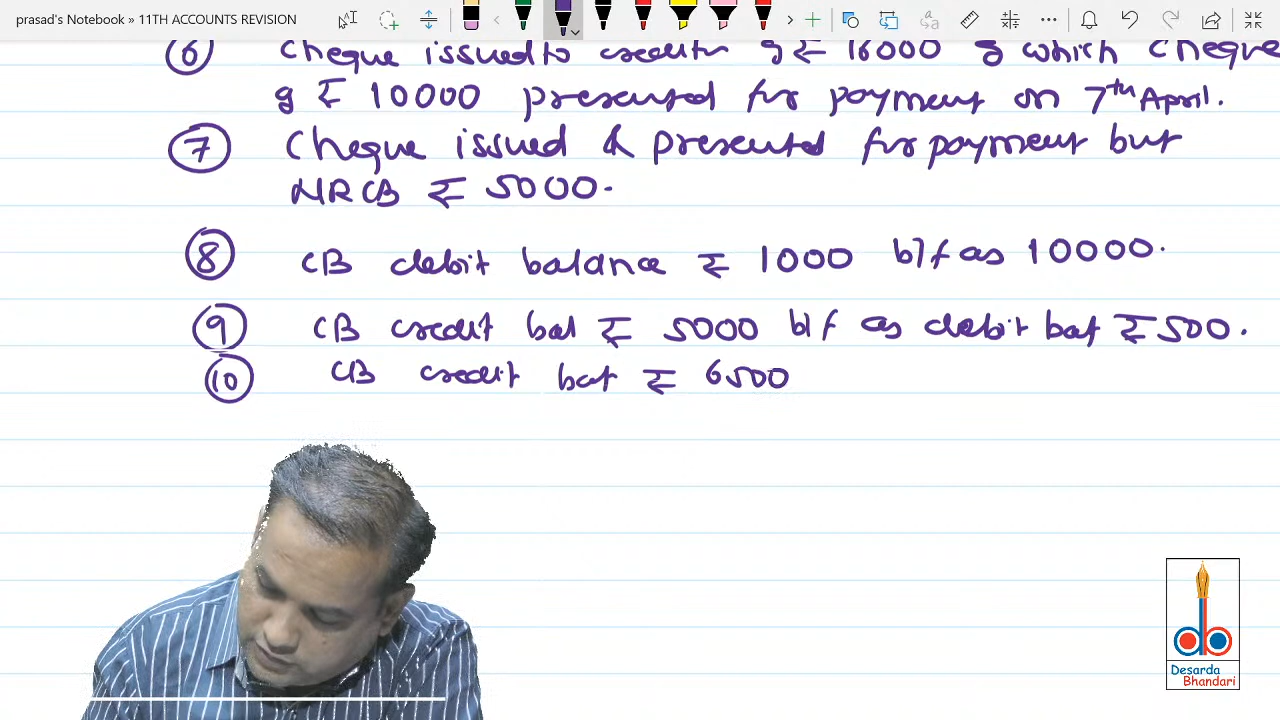 prasad's Notebook » 11TH ACCOUNTS REVISION
6 Cheque issued to creditor of ₹ 16000 of which cheque
of ₹ 10000 presented for payment on 7th April.
7 Cheque issued & presented for payment but
NRCB ₹ 5000.
8 CB debit balance ₹ 1000 b/f as 10000.
9 CB credit bal ₹ 5000 b/f as debit bal ₹ 500.
10 CB credit bal ₹ 6500
Desarda
Bhandari